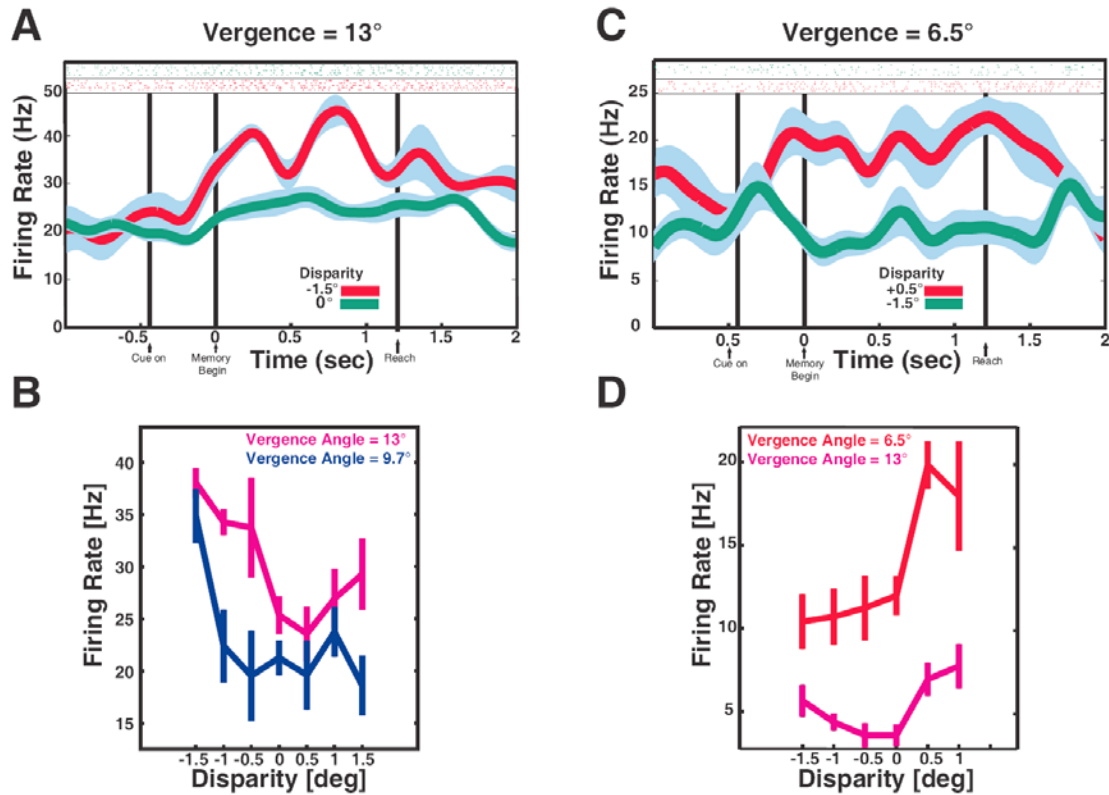 A
Vergence = 13°
Firing Rate (Hz)
50
40
30
20
10
0
Disparity
-1.5°
0°
-0.5 0 0.5 1 1.5 2
Cue on
Memory
Begin
Time (sec)
Reach
C
Vergence = 6.5°
Firing Rate (Hz)
25
20
15
10
5
0
Disparity
+0.5°
-1.5°
0.5 0 0.5 1 1.5 2
Cue on
Memory
Begin
Time (sec)
Reach
B
Vergence Angle = 13°
Vergence Angle = 9.7°
Firing Rate [Hz]
40
35
30
25
20
15
-1.5 -1 -0.5 0 0.5 1 1.5
Disparity [deg]
D
Vergence Angle = 6.5°
Vergence Angle = 13°
Firing Rate [Hz]
20
15
10
5
-1.5 -1 -0.5 0 0.5 1
Disparity [deg]